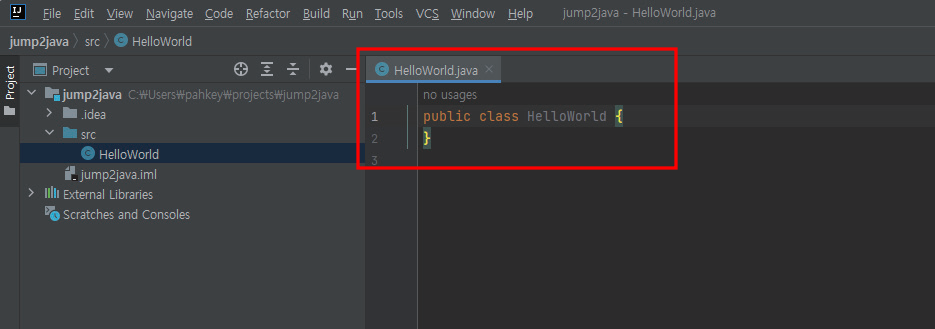 IJ File Edit View Navigate Code Refactor Build Run Tools VCS Window Help jump2java - HelloWorld.java
jump2java src HelloWorld
Project
Project
jump2java C:₩Users₩pahkey₩projects₩jump2java
.idea
src
HelloWorld
jump2java.iml
External Libraries
Scratches and Consoles
C HelloWorld.java ×
no usages
1 public class HelloWorld {
2 }
3